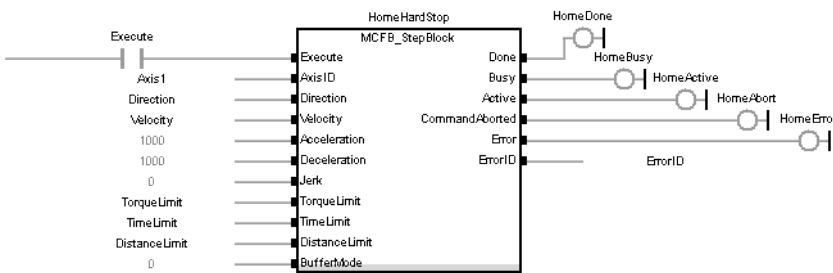 HomeHardStop
HomeDone
Execute
MCFB_StepBlock
Execute
Done
HomeBusy
Axis1
AxisID
Busy
HomeActive
Direction
Direction
Active
HomeAbort
Velocity
Velocity
CommandAborted
HomeErro
1000
Acceleration
Error
1000
Deceleration
ErrorID
ErrorID
0
Jerk
TorqueLimit
TorqueLimit
TimeLimit
TimeLimit
DistanceLimit
DistanceLimit
0
BufferMode